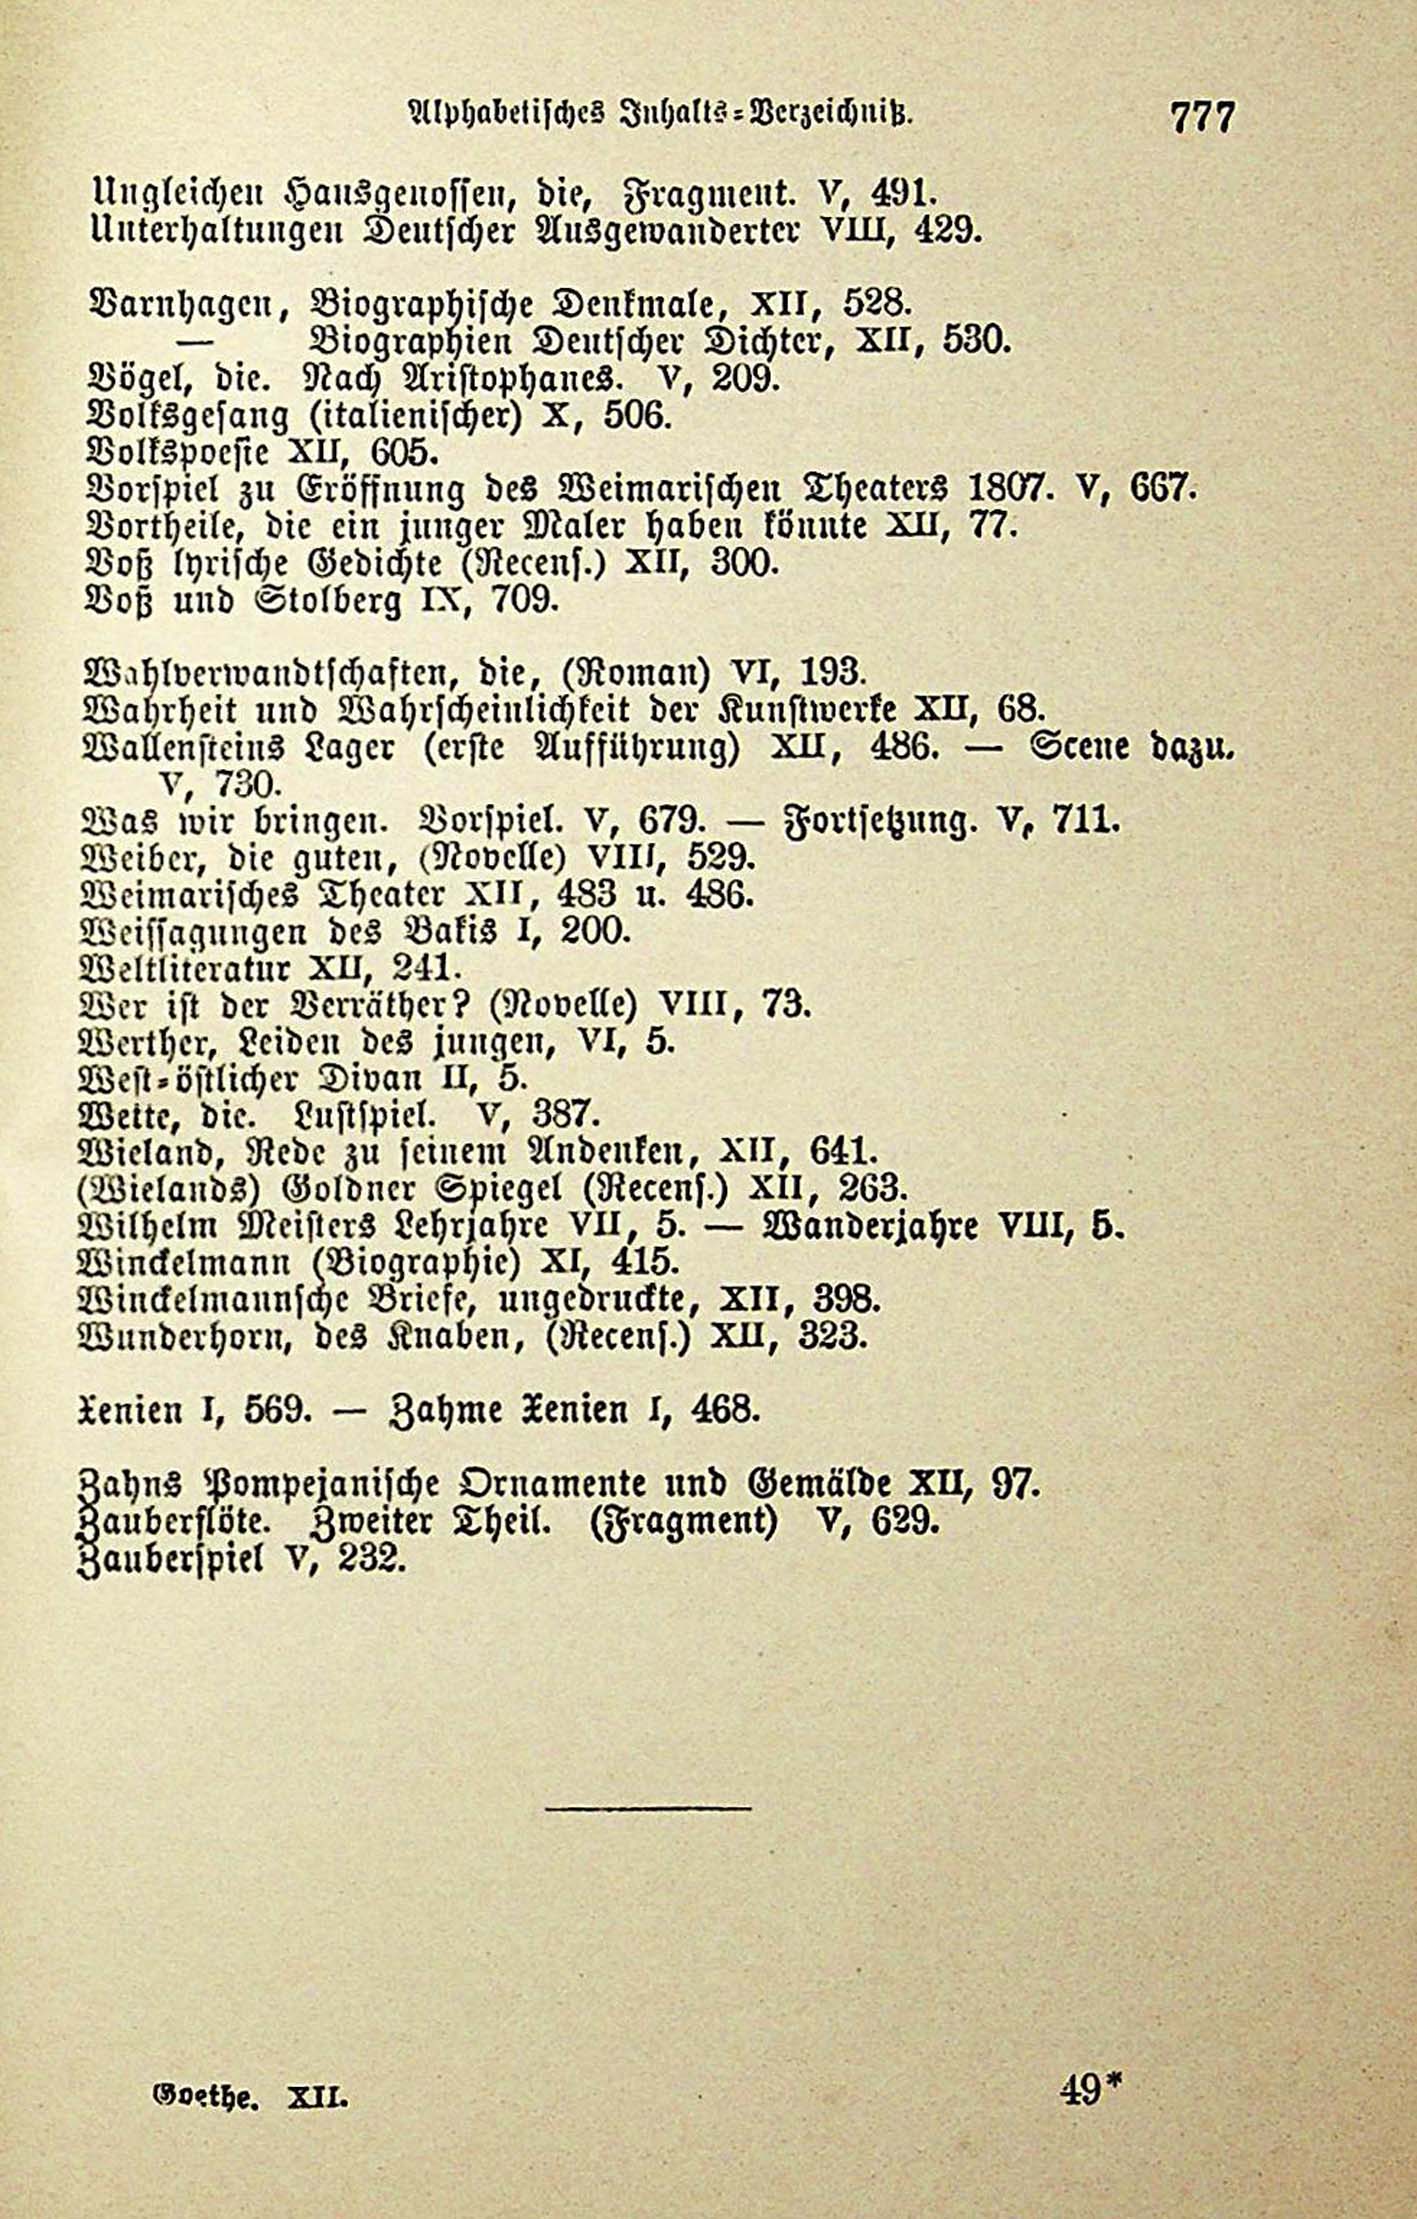 Alphabetisches Inhalts-Verzeichniß. 777
Ungleichen Hausgenossen, die, Fragment. V, 491.
Unterhaltungen Deutscher Ausgewanderter VIII, 429.
Varnhagen, Biographische Denkmale, XII, 528.
— Biographien Deutscher Dichter, XII, 530.
Vögel, die. Nach Aristophanes. V, 209.
Volksgesang (italienischer) X, 506.
Volkspoesie XII, 605.
Vorspiel zu Eröffnung des Weimarischen Theaters 1807. V, 667.
Vortheile, die ein junger Maler haben könnte XII, 77.
Voß lyrische Gedichte (Recens.) XII, 300.
Voß und Stolberg IX, 709.
Wahlverwandtschaften, die, (Roman) VI, 193.
Wahrheit und Wahrscheinlichkeit der Kunstwerke XII, 68.
Wallensteins Lager (erste Aufführung) XII, 486. — Scene dazu.
V, 730.
Was wir bringen. Vorspiel. V, 679. — Fortsetzung. V, 711.
Weiber, die guten, (Novelle) VIII, 529.
Weimarisches Theater XII, 483 u. 486.
Weissagungen des Bakis I, 200.
Weltliteratur XII, 241.
Wer ist der Verräther? (Novelle) VIII, 73.
Werther, Leiden des jungen, VI, 5.
West-östlicher Divan II, 5.
Wette, die. Lustspiel. V, 387.
Wieland, Rede zu seinem Andenken, XII, 641.
(Wielands) Goldner Spiegel (Recens.) XII, 263.
Wilhelm Meisters Lehrjahre VII, 5. — Wanderjahre VIII, 5.
Winckelmann (Biographie) XI, 415.
Winckelmannsche Briefe, ungedruckte, XII, 398.
Wunderhorn, des Knaben, (Recens.) XII, 323.
Xenien I, 569. — Zahme Xenien I, 468.
Zahns Pompejanische Ornamente und Gemälde XII, 97.
Zauberflöte. Zweiter Theil. (Fragment) V, 629.
Zauberspiel V, 232.
Goethe. XII. 49*